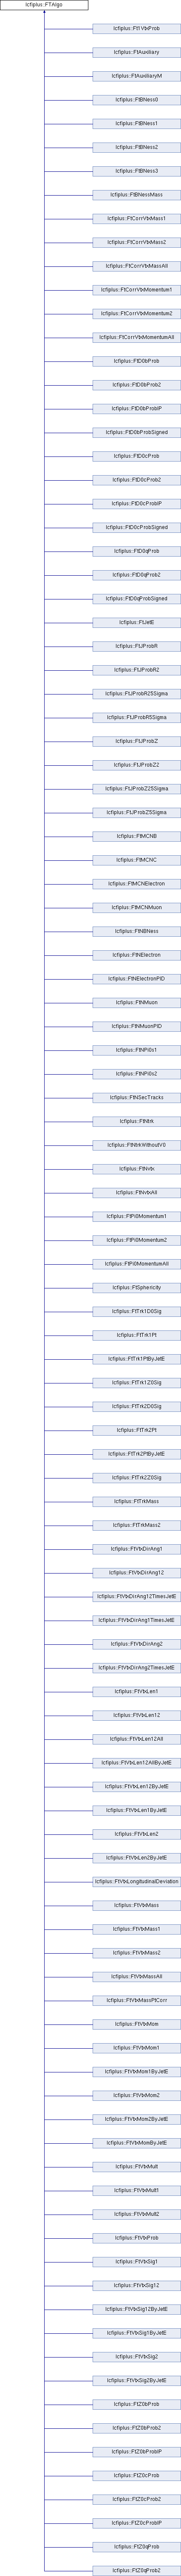 lcfiplus::FTAlgo
lcfiplus::Ft1VtxProb
lcfiplus::FtAuxiliary
lcfiplus::FtAuxiliaryM
lcfiplus::FtBNess0
lcfiplus::FtBNess1
lcfiplus::FtBNess2
lcfiplus::FtBNess3
lcfiplus::FtBNessMass
lcfiplus::FtCorrVtxMass1
lcfiplus::FtCorrVtxMass2
lcfiplus::FtCorrVtxMassAll
lcfiplus::FtCorrVtxMomentum1
lcfiplus::FtCorrVtxMomentum2
lcfiplus::FtCorrVtxMomentumAll
lcfiplus::FtD0bProb
lcfiplus::FtD0bProb2
lcfiplus::FtD0bProbIP
lcfiplus::FtD0bProbSigned
lcfiplus::FtD0cProb
lcfiplus::FtD0cProb2
lcfiplus::FtD0cProbIP
lcfiplus::FtD0cProbSigned
lcfiplus::FtD0qProb
lcfiplus::FtD0qProb2
lcfiplus::FtD0qProbSigned
lcfiplus::FtJetE
lcfiplus::FtJProbR
lcfiplus::FtJProbR2
lcfiplus::FtJProbR25Sigma
lcfiplus::FtJProbR5Sigma
lcfiplus::FtJProbZ
lcfiplus::FtJProbZ2
lcfiplus::FtJProbZ25Sigma
lcfiplus::FtJProbZ5Sigma
lcfiplus::FtMCNB
lcfiplus::FtMCNC
lcfiplus::FtMCNElectron
lcfiplus::FtMCNMuon
lcfiplus::FtNBNess
lcfiplus::FtNElectron
lcfiplus::FtNElectronPID
lcfiplus::FtNMuon
lcfiplus::FtNMuonPID
lcfiplus::FtNPi0s1
lcfiplus::FtNPi0s2
lcfiplus::FtNSecTracks
lcfiplus::FtNtrk
lcfiplus::FtNtrkWithoutV0
lcfiplus::FtNvtx
lcfiplus::FtNvtxAll
lcfiplus::FtPi0Momentum1
lcfiplus::FtPi0Momentum2
lcfiplus::FtPi0MomentumAll
lcfiplus::FtSphericity
lcfiplus::FtTrk1D0Sig
lcfiplus::FtTrk1Pt
lcfiplus::FtTrk1PtByJetE
lcfiplus::FtTrk1Z0Sig
lcfiplus::FtTrk2D0Sig
lcfiplus::FtTrk2Pt
lcfiplus::FtTrk2PtByJetE
lcfiplus::FtTrk2Z0Sig
lcfiplus::FtTrkMass
lcfiplus::FtTrkMass2
lcfiplus::FtVtxDirAng1
lcfiplus::FtVtxDirAng12
lcfiplus::FtVtxDirAng12TimesJetE
lcfiplus::FtVtxDirAng1TimesJetE
lcfiplus::FtVtxDirAng2
lcfiplus::FtVtxDirAng2TimesJetE
lcfiplus::FtVtxLen1
lcfiplus::FtVtxLen12
lcfiplus::FtVtxLen12All
lcfiplus::FtVtxLen12AllByJetE
lcfiplus::FtVtxLen12ByJetE
lcfiplus::FtVtxLen1ByJetE
lcfiplus::FtVtxLen2
lcfiplus::FtVtxLen2ByJetE
lcfiplus::FtVtxLongitudinalDeviation
lcfiplus::FtVtxMass
lcfiplus::FtVtxMass1
lcfiplus::FtVtxMass2
lcfiplus::FtVtxMassAll
lcfiplus::FtVtxMassPtCorr
lcfiplus::FtVtxMom
lcfiplus::FtVtxMom1
lcfiplus::FtVtxMom1ByJetE
lcfiplus::FtVtxMom2
lcfiplus::FtVtxMom2ByJetE
lcfiplus::FtVtxMomByJetE
lcfiplus::FtVtxMult
lcfiplus::FtVtxMult1
lcfiplus::FtVtxMult2
lcfiplus::FtVtxProb
lcfiplus::FtVtxSig1
lcfiplus::FtVtxSig12
lcfiplus::FtVtxSig12ByJetE
lcfiplus::FtVtxSig1ByJetE
lcfiplus::FtVtxSig2
lcfiplus::FtVtxSig2ByJetE
lcfiplus::FtZ0bProb
lcfiplus::FtZ0bProb2
lcfiplus::FtZ0bProbIP
lcfiplus::FtZ0cProb
lcfiplus::FtZ0cProb2
lcfiplus::FtZ0cProbIP
lcfiplus::FtZ0qProb
lcfiplus::FtZ0qProb2